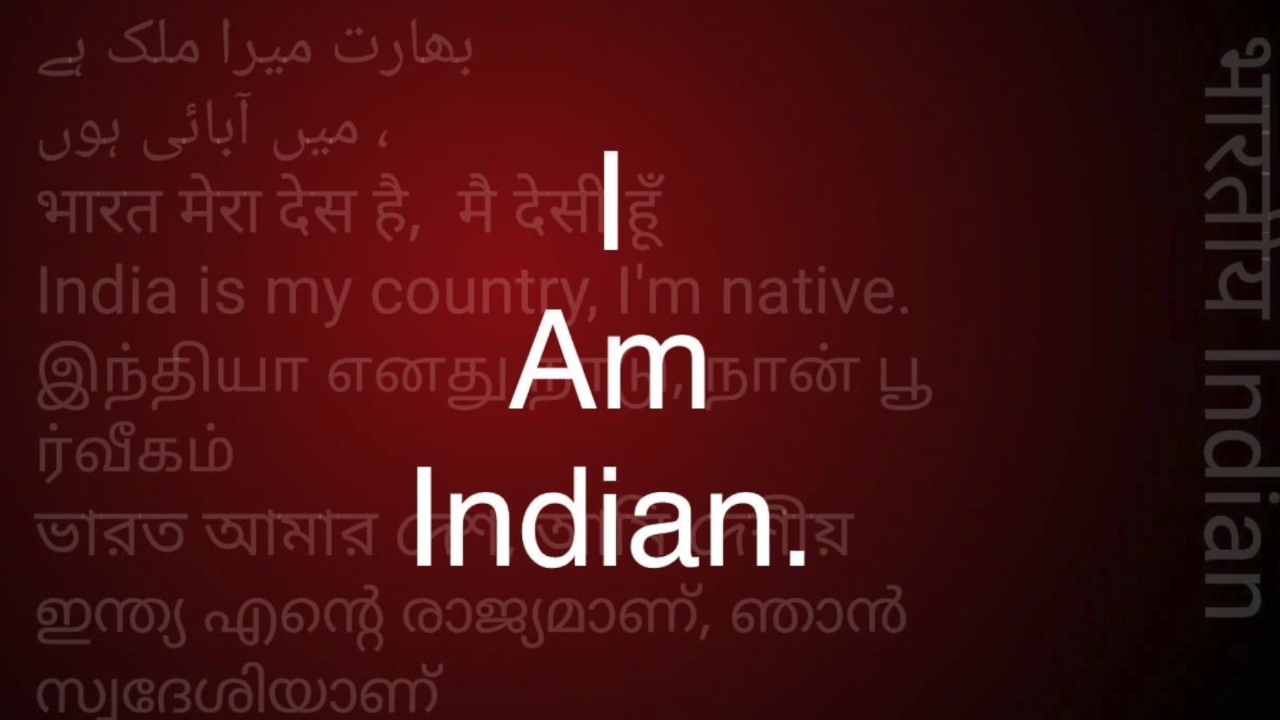 بھارت میرا ملک ہے
، میں آبائی ہوں
भारत मेरा देस है, मै देसी हूँ
India is my country, I'm native.
இந்தியா எனது நாடு, நான் பூ
ர்வீகம்
ভারত আমার দেশ, আমি দেশীয়
ഇന്ത്യ എന്റെ രാജ്യമാണ്, ഞാൻ
സ്വദേശിയാണ്
I
Am
Indian.
भारतीय Indian